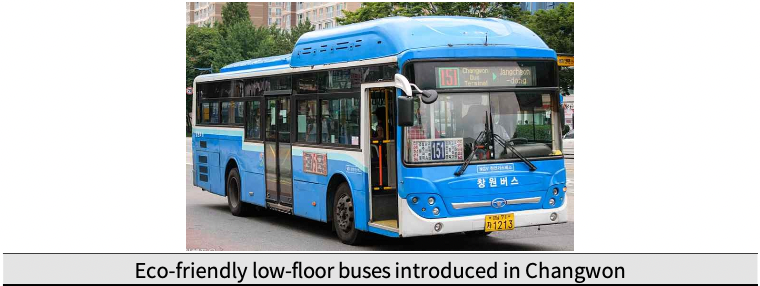 151
Changwon
Bus
Terminal
Jangcheon
-dong
151
창원버스
1213
Eco-friendly low-floor buses introduced in Changwon